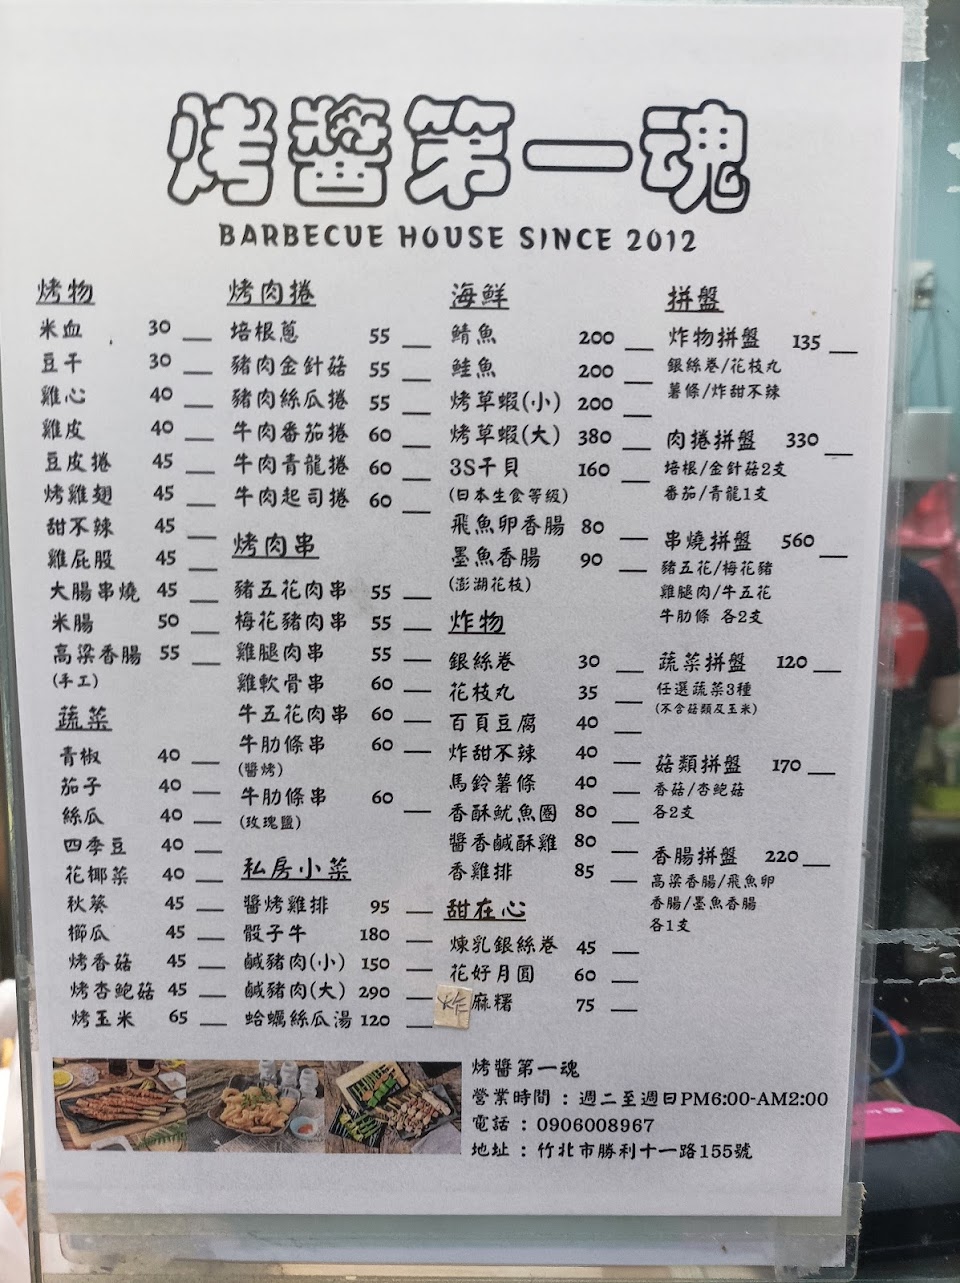 烤醬第一魂
BARBECUE HOUSE SINCE 2012
烤物
米血 30
豆干 30
雞心 40
雞皮 40
豆皮捲 45
烤雞翅 45
甜不辣 45
雞屁股 45
大腸串燒 45
米腸 50
高粱香腸 55
(手工)
蔬菜
青椒 40
茄子 40
絲瓜 40
四季豆 40
花椰菜 40
秋葵 45
櫛瓜 45
烤香菇 45
烤杏鮑菇 45
烤玉米 65
烤肉捲
培根蔥 55
豬肉金針菇 55
豬肉絲瓜捲 55
牛肉番茄捲 60
牛肉青龍捲 60
牛肉起司捲 60
烤肉串
豬五花肉串 55
梅花豬肉串 55
雞腿肉串 55
雞軟骨串 60
牛五花肉串 60
牛肋條串 60
(醬烤)
牛肋條串 60
(玫瑰鹽)
私房小菜
醬烤雞排 95
骰子牛 180
鹹豬肉(小) 150
鹹豬肉(大) 290
蛤蠣絲瓜湯 120
海鮮
鯖魚 200
鮭魚 200
烤草蝦(小) 200
烤草蝦(大) 380
3S干貝 160
(日本生食等級)
飛魚卵香腸 80
墨魚香腸 90
(澎湖花枝)
炸物
銀絲卷 30
花枝丸 35
百頁豆腐 40
炸甜不辣 40
馬鈴薯條 40
香酥魷魚圈 80
醬香鹹酥雞 80
香雞排 85
甜在心
煉乳銀絲卷 45
花好月圓 60
炸麻糬 75
拼盤
炸物拼盤 135
銀絲卷/花枝丸
薯條/炸甜不辣
肉捲拼盤 330
培根/金針菇2支
番茄/青龍1支
串燒拼盤 560
豬五花/梅花豬
雞腿肉/牛五花
牛肋條 各2支
蔬菜拼盤 120
任選蔬菜3種
(不含菇類及玉米)
菇類拼盤 170
香菇/杏鮑菇
各2支
香腸拼盤 220
高粱香腸/飛魚卵
香腸/墨魚香腸
各1支
烤醬第一魂
營業時間：週二至週日PM6:00-AM2:00
電話：0906008967
地址：竹北市勝利十一路155號